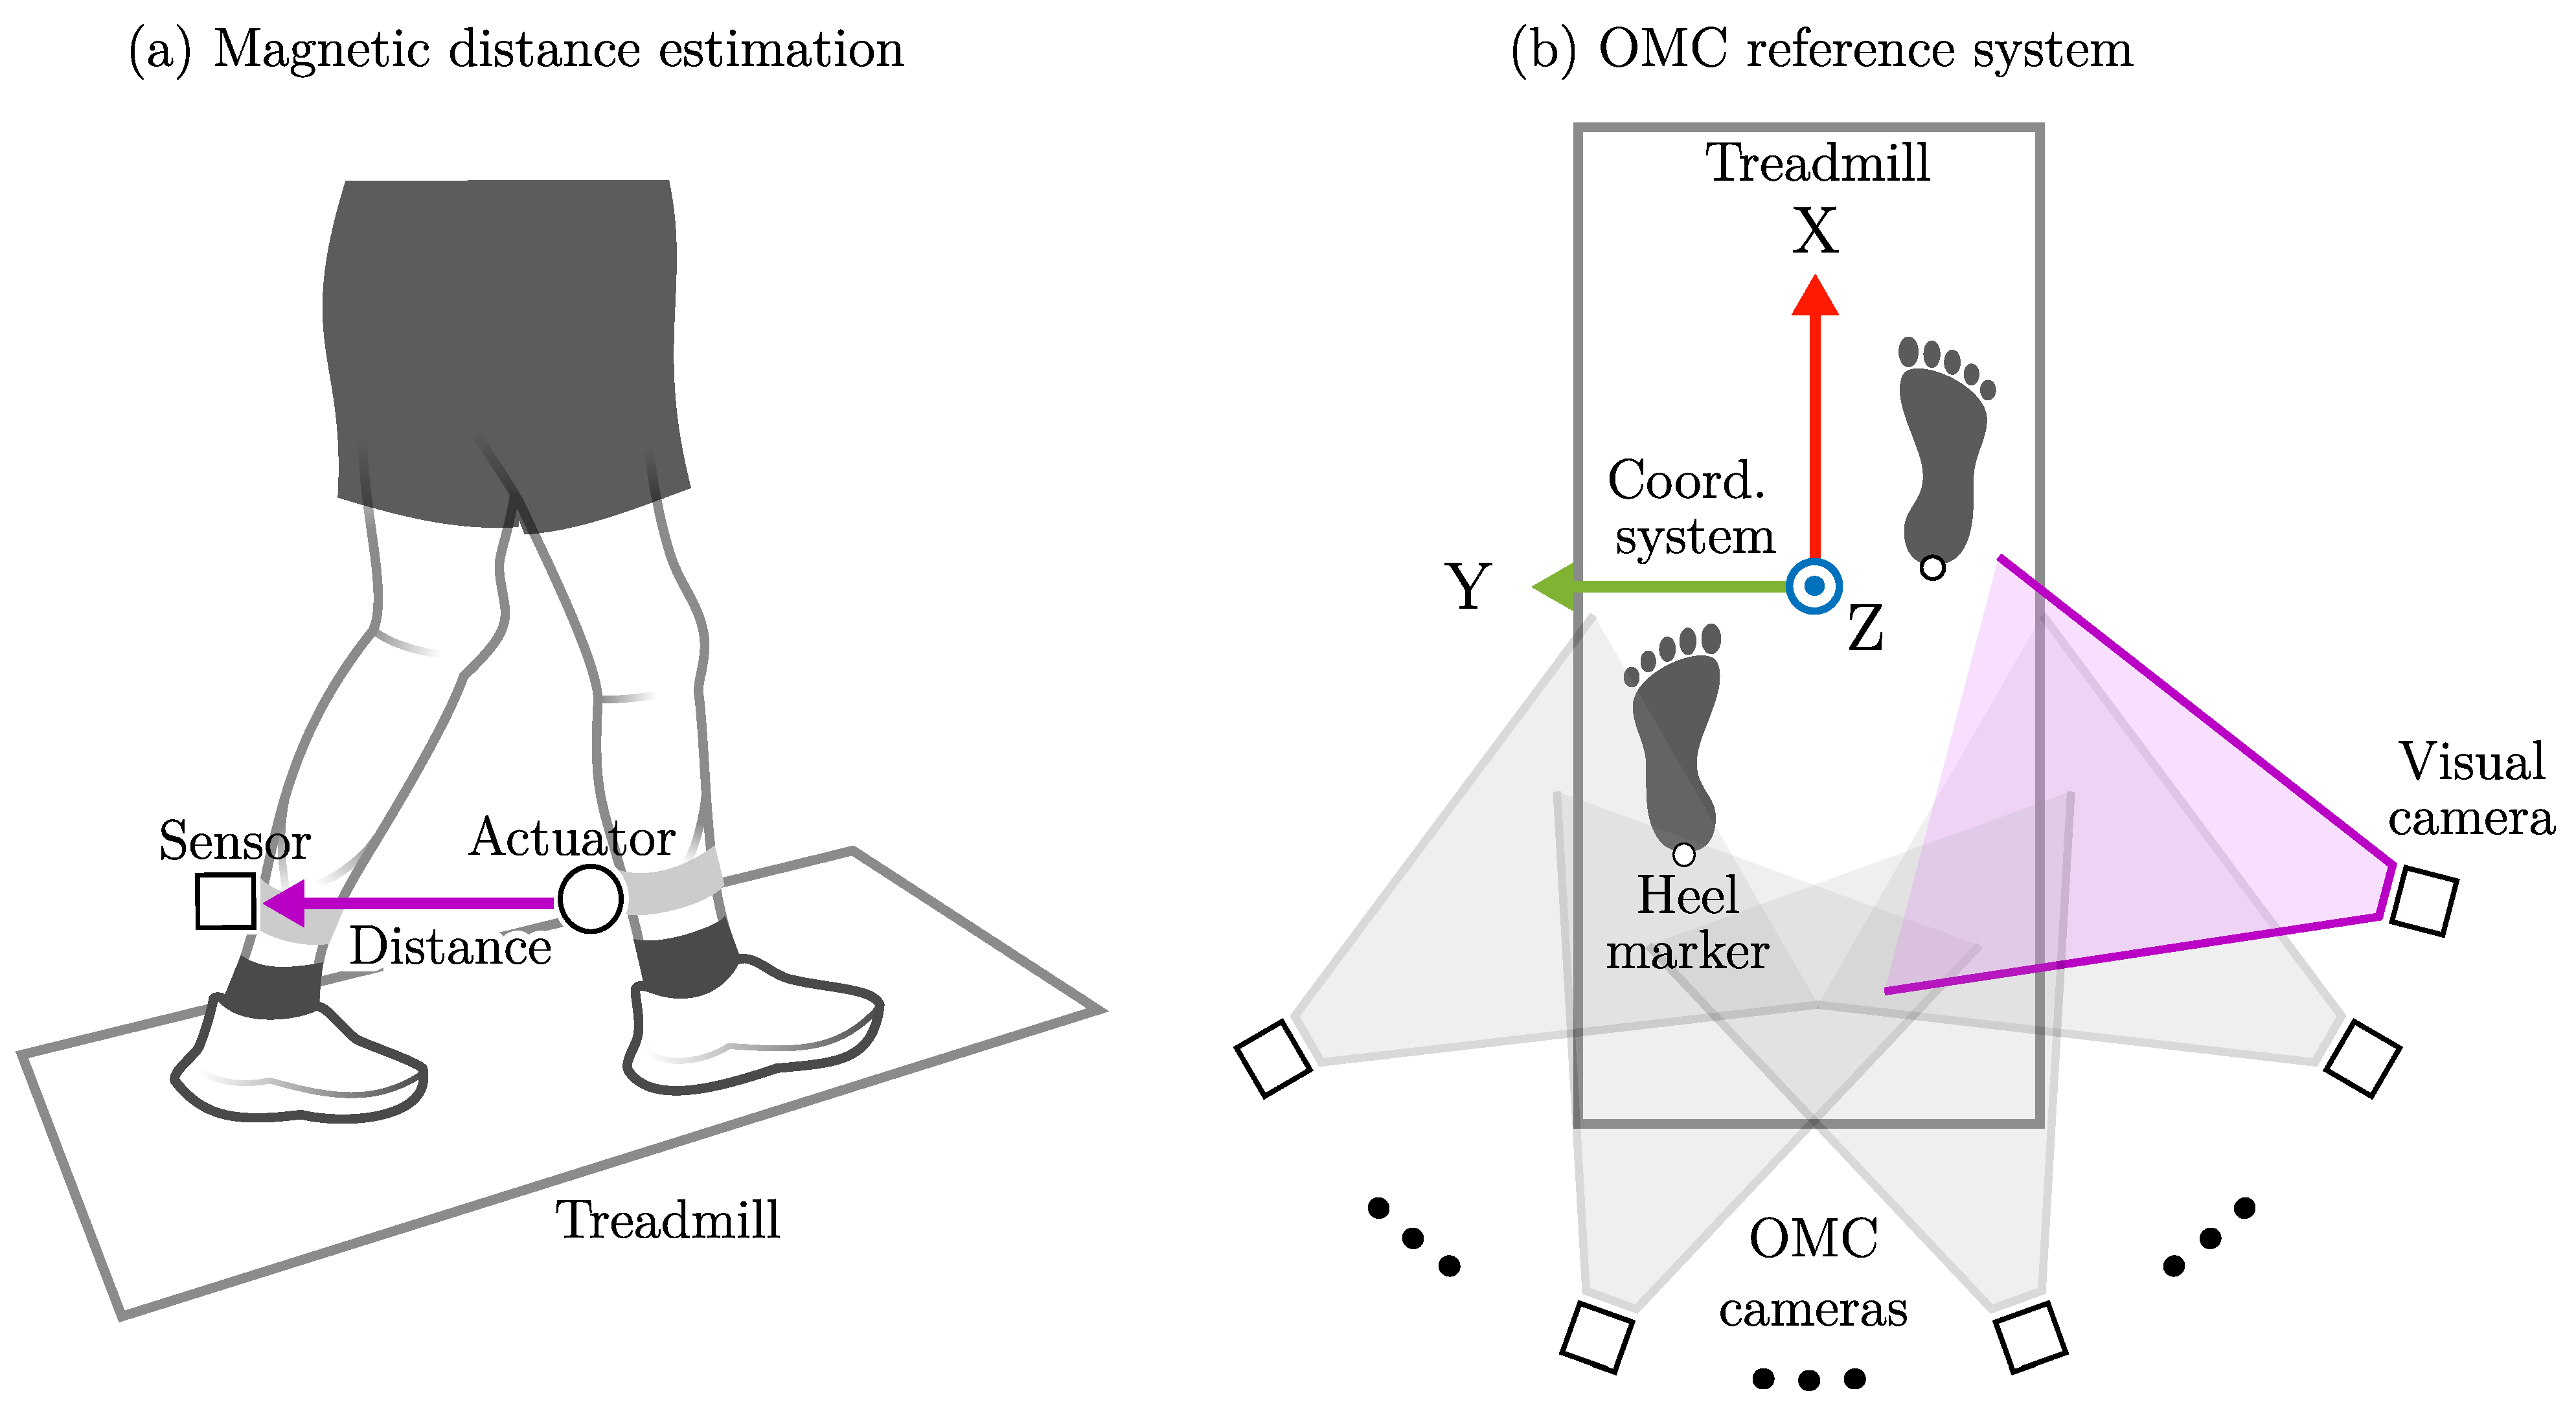 (a) Magnetic distance estimation
Sensor
Actuator
Distance
Treadmill
(b) OMC reference system
Treadmill
X
Coord.
system
Y
Z
Heel
marker
Visual
camera
OMC
cameras